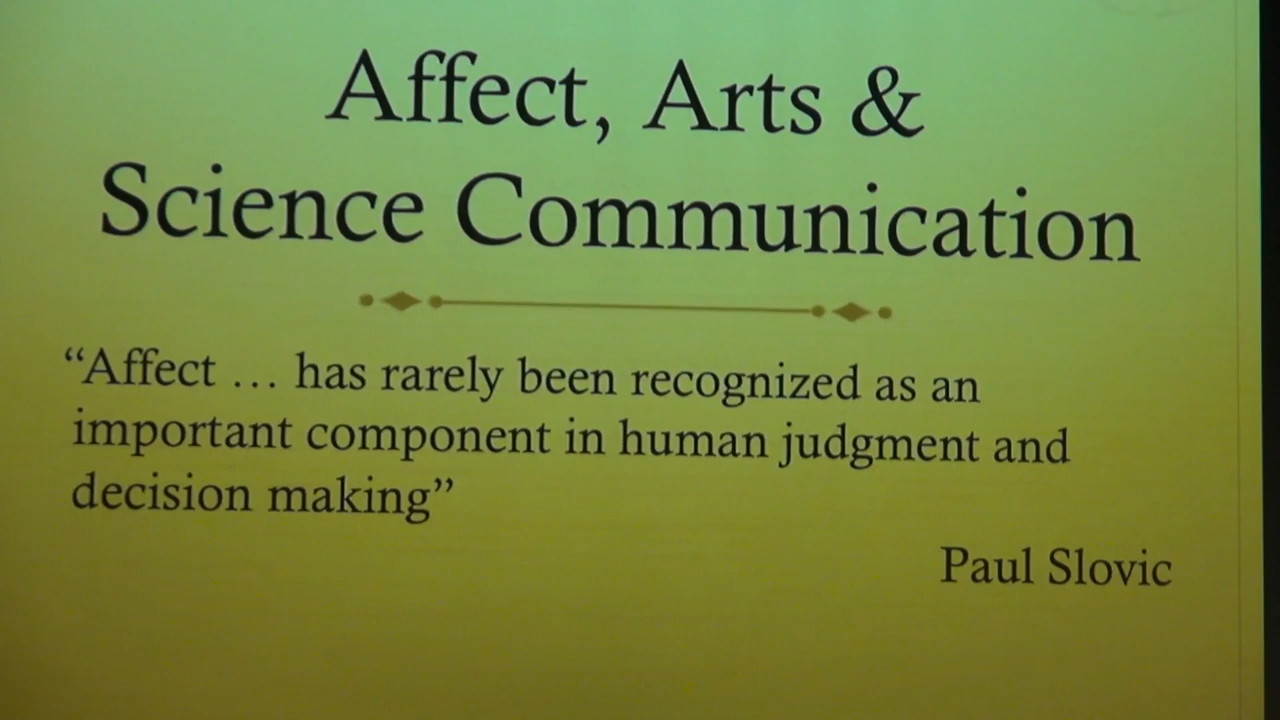 Affect, Arts &
Science Communication
“Affect … has rarely been recognized as an
important component in human judgment and
decision making”
Paul Slovic